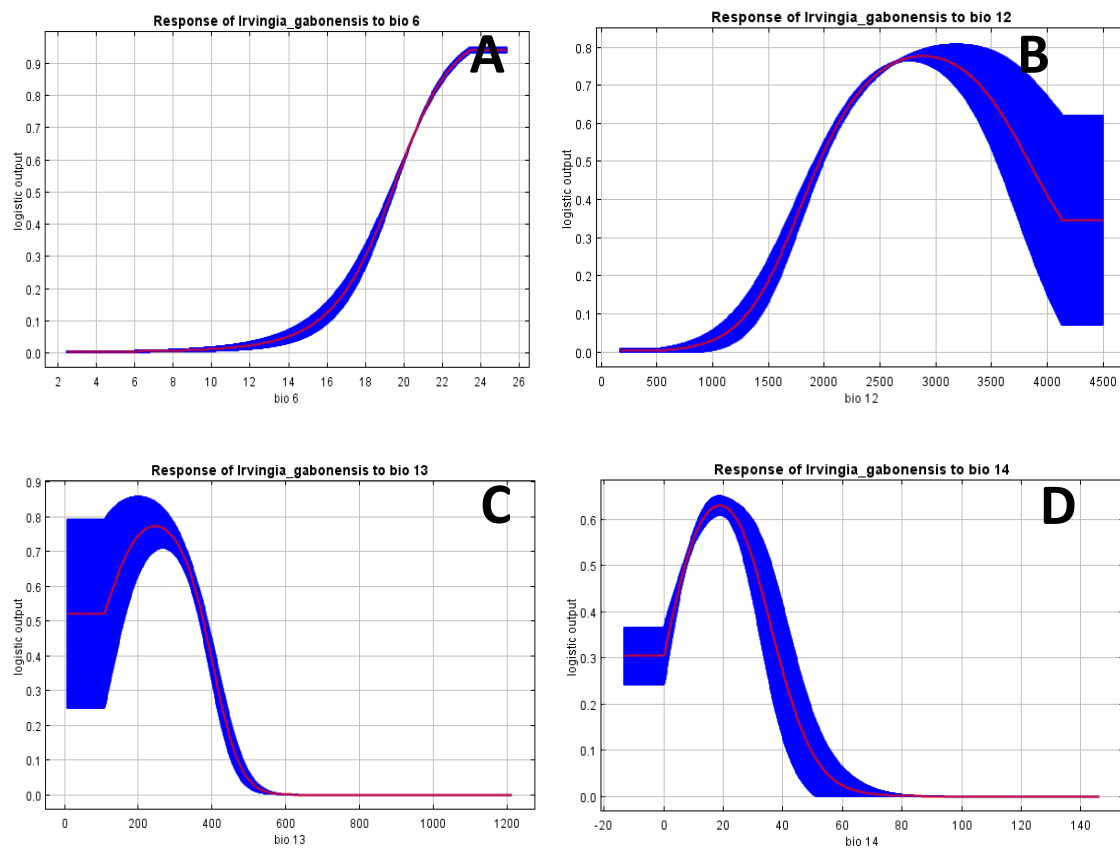 Response of Irvingia_gabonensis to bio 6
A
0.9
0.8
0.7
0.6
0.5
0.4
0.3
0.2
0.1
0.0
logistic output
2 4 6 8 10 12 14 16 18 20 22 24 26
bio 6
Response of Irvingia_gabonensis to bio 12
B
0.8
0.7
0.6
0.5
0.4
0.3
0.2
0.1
0.0
logistic output
0 500 1000 1500 2000 2500 3000 3500 4000 4500
bio 12
Response of Irvingia_gabonensis to bio 13
C
0.9
0.8
0.7
0.6
0.5
0.4
0.3
0.2
0.1
0.0
logistic output
0 200 400 600 800 1000 1200
bio 13
Response of Irvingia_gabonensis to bio 14
D
0.6
0.5
0.4
0.3
0.2
0.1
0.0
logistic output
-20 0 20 40 60 80 100 120 140
bio 14